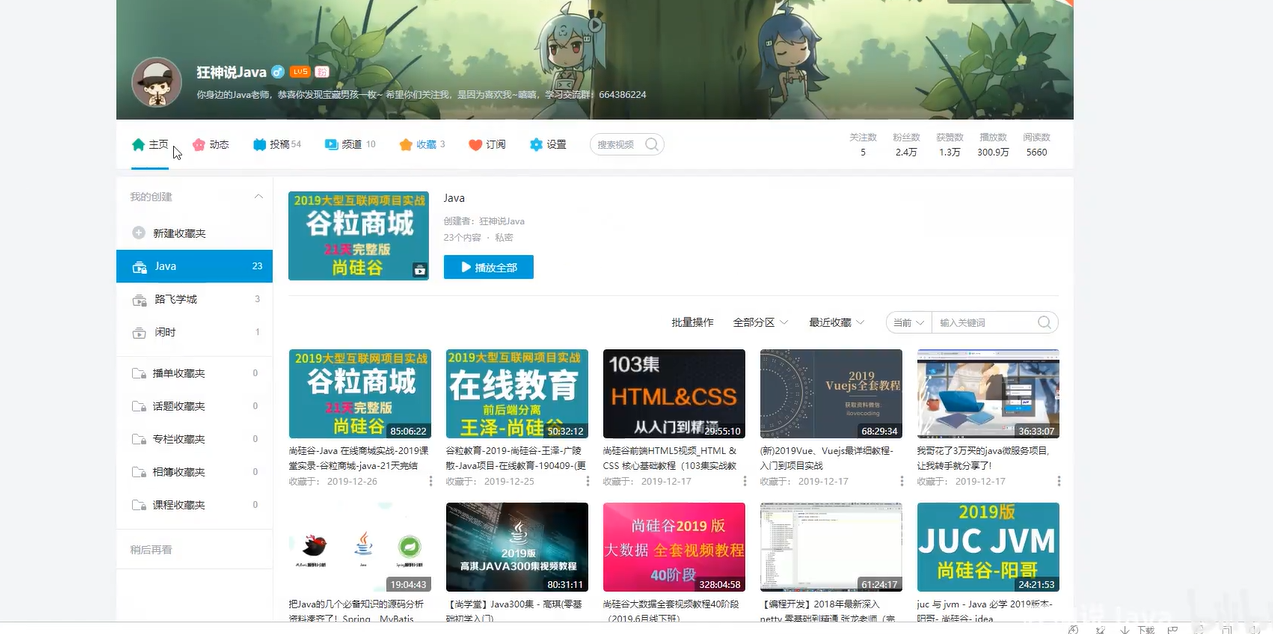 狂神说Java
LV5
你身边的Java老师，恭喜你发现宝藏男孩一枚~ 希望你们关注我，是因为喜欢我~嘻嘻，学习交流群：664386224
主页
动态
投稿 54
频道 10
收藏 3
订阅
设置
搜索视频
关注数
粉丝数
获赞数
播放数
阅读数
5
2.4万
1.3万
300.9万
5660
我的创建
新建收藏夹
Java 23
路飞学城 3
闲时 1
播单收藏夹 0
话题收藏夹 0
专栏收藏夹 0
相簿收藏夹 0
课程收藏夹 0
稍后再看
2019大型互联网项目实战
谷粒商城
21天完整版
尚硅谷
Java
创建者：狂神说Java
23个内容 · 私密
播放全部
批量操作
全部分区
最近收藏
当前
输入关键词
2019大型互联网项目实战
谷粒商城
21天完整版
尚硅谷
85:06:22
尚硅谷-Java 在线商城实战-2019课
堂实录-谷粒商城-java-21天完结
收藏于： 2019-12-26
2019大型互联网项目实战
在线教育
前后端分离
王泽-尚硅谷
50:32:12
谷粒教育-2019-尚硅谷-王泽-广陵
散-Java项目-在线教育-190409-(更
收藏于： 2019-12-25
103集
HTML&CSS
从入门到精通
29:55:10
尚硅谷前端HTML5视频_HTML &
CSS 核心基础教程（103集实战教
收藏于： 2019-12-17
2019
Vuejs全套教程
获取资料微信
ilovecoding
68:29:34
(新)2019Vue、Vuejs最详细教程-
入门到项目实战
收藏于： 2019-12-17
36:33:07
我哥花了3万买的java微服务项目,
让我转手就分享了!
收藏于： 2019-12-17
19:04:43
把Java的几个必备知识的源码分析
资料凑齐了! Spring、MyBatis、
2019版
高淇JAVA300集视频教程
80:31:11
【尚学堂】Java300集 - 高琪(零基
础初学入门)
尚硅谷2019 版
大数据 全套视频教程
40阶段
328:04:58
尚硅谷大数据全套视频教程40阶段
（2019.6月线下班）
61:24:17
【编程开发】2018年最新深入
netty 零基础到精通 张龙老师（完
2019版
JUC JVM
尚硅谷-阳哥
24:21:53
juc 与 jvm - Java 必学 2019版本-
阳哥- 尚硅谷- idea
下载